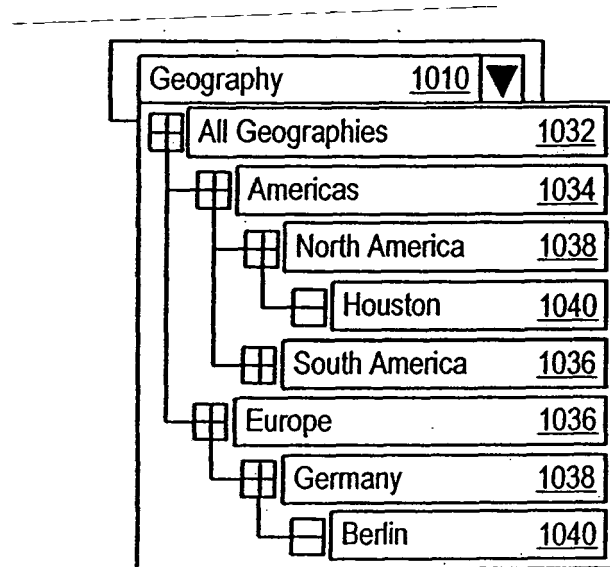 Geography 1010
All Geographies 1032
Americas 1034
North America 1038
Houston 1040
South America 1036
Europe 1036
Germany 1038
Berlin 1040